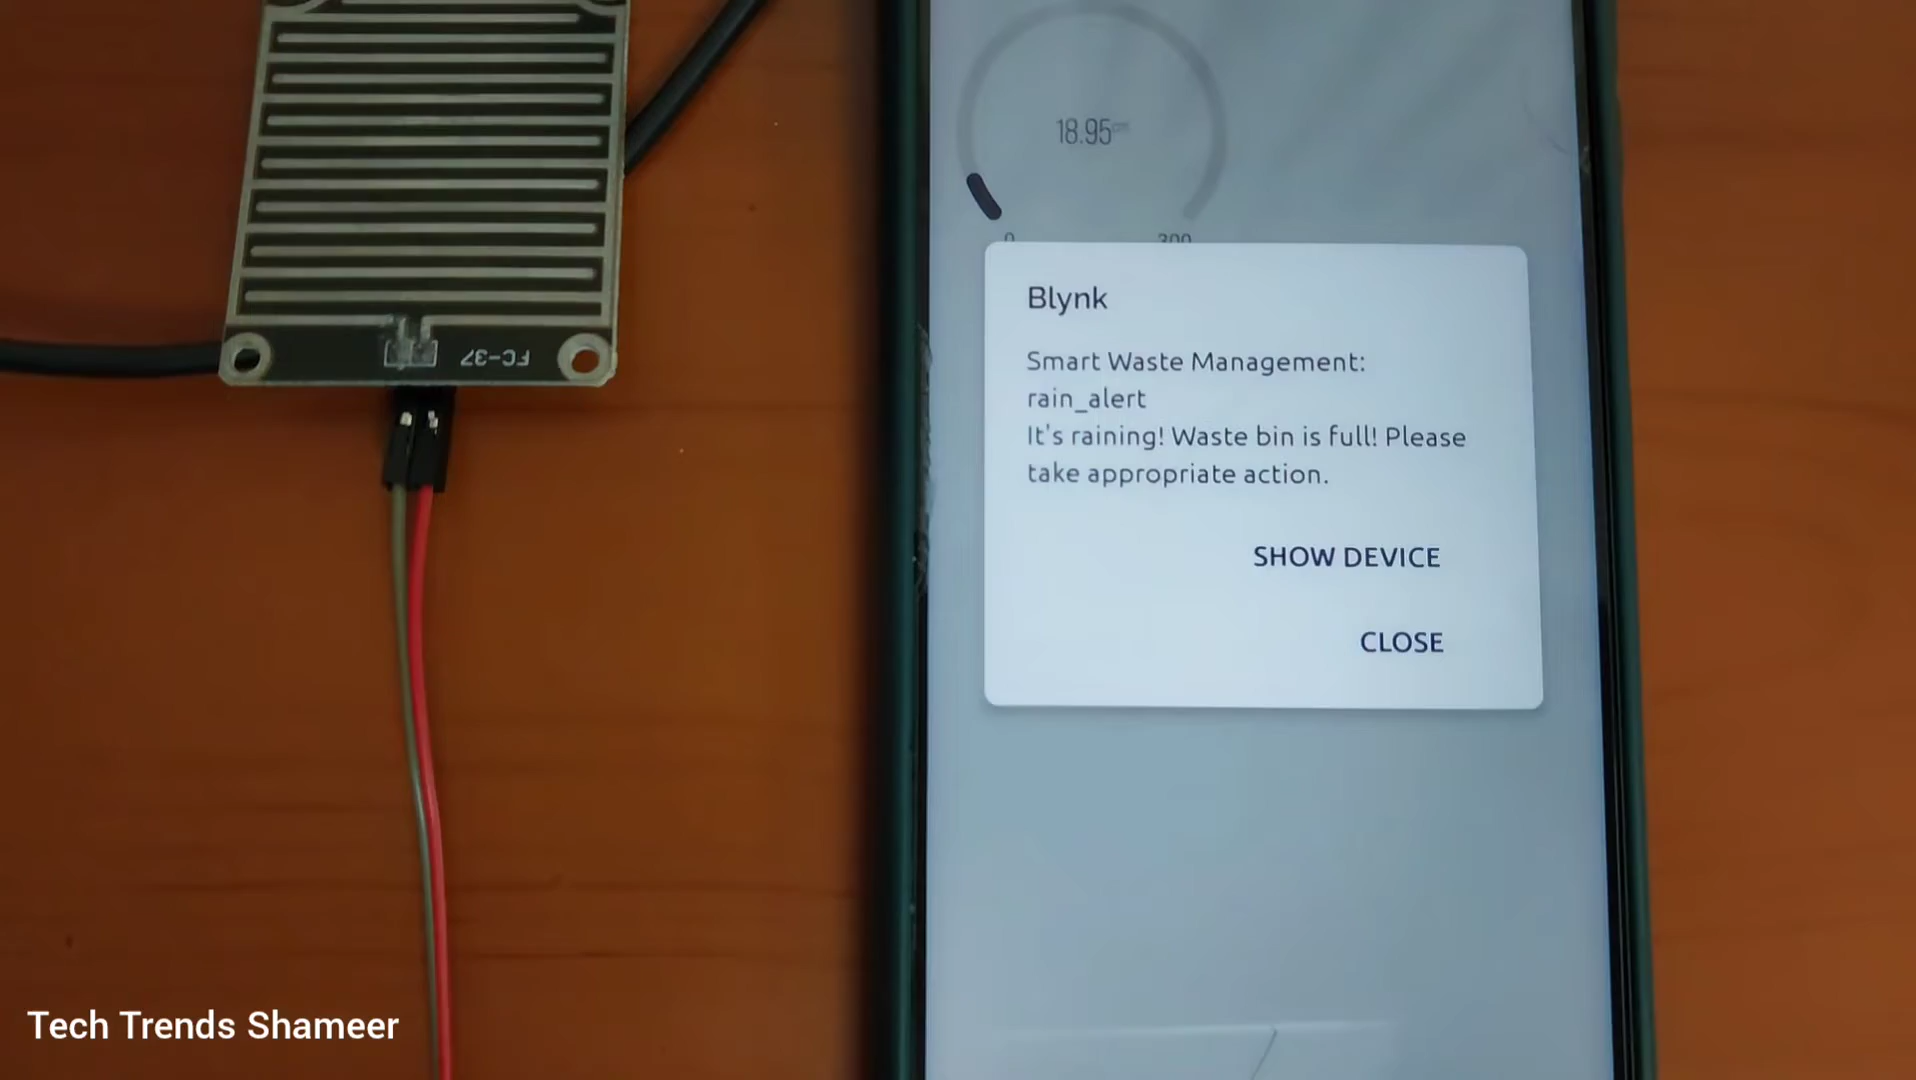 18.95cm
0 300
Blynk
Smart Waste Management:
rain_alert
It's raining! Waste bin is full! Please
take appropriate action.
SHOW DEVICE
CLOSE
FC-37
Tech Trends Shameer